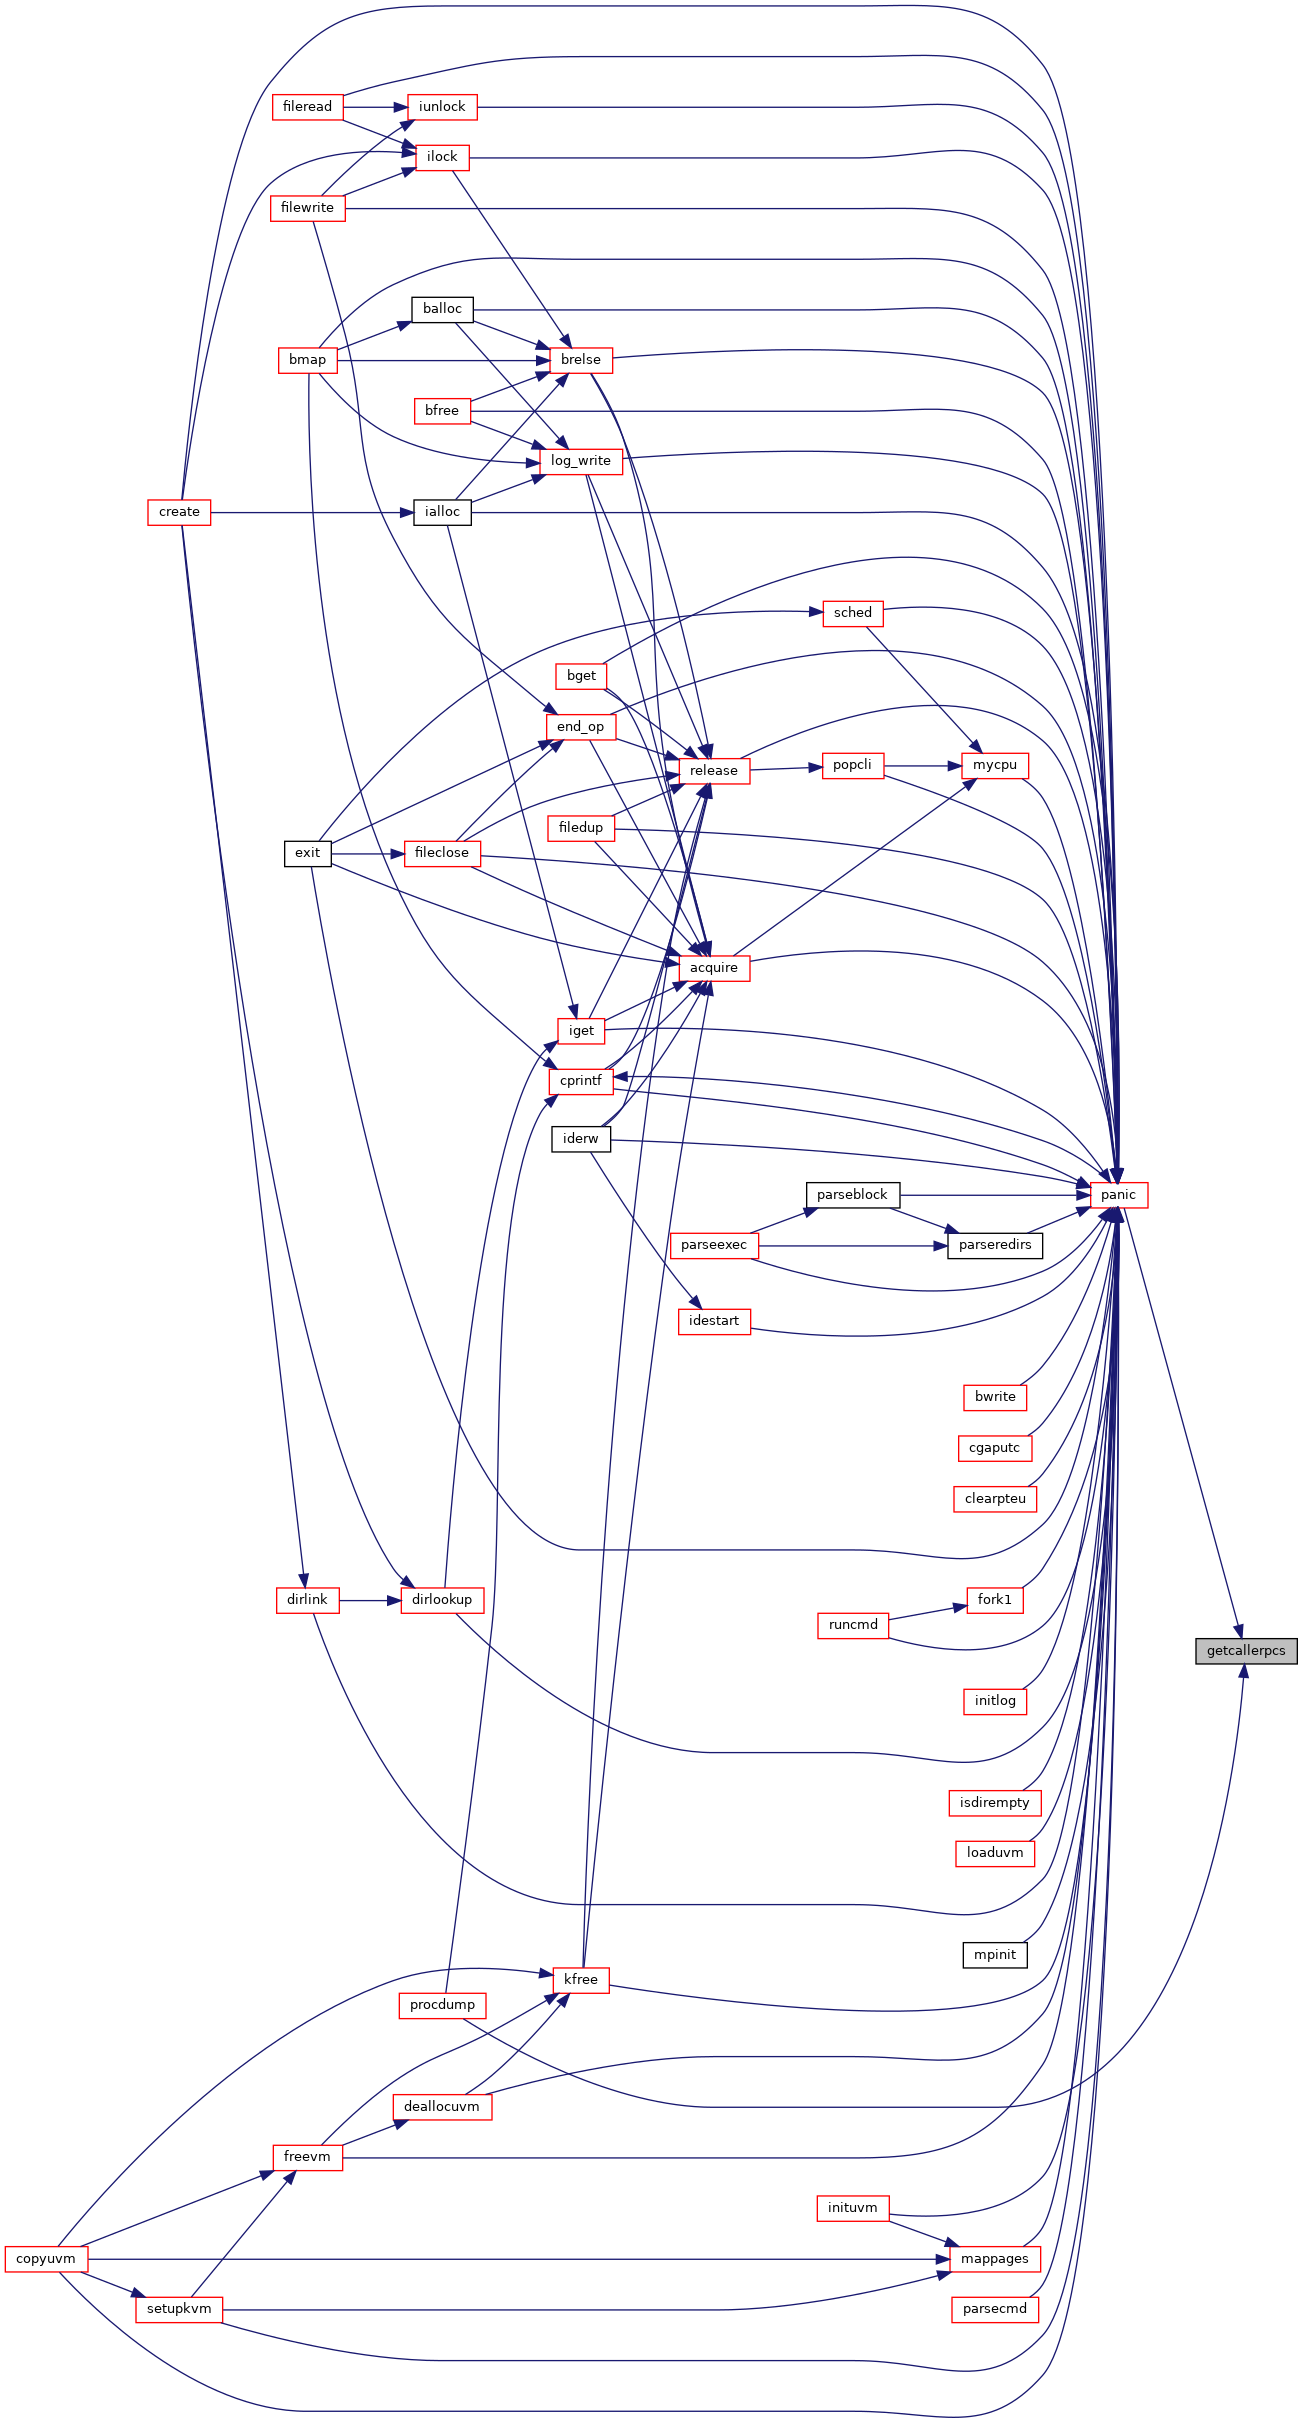 fileread
iunlock
ilock
filewrite
balloc
bmap
brelse
bfree
log_write
create
ialloc
sched
bget
end_op
release
popcli
mycpu
filedup
exit
fileclose
acquire
iget
cprintf
iderw
parseblock
panic
parseexec
parseredirs
idestart
bwrite
cgaputc
clearpteu
dirlink
dirlookup
fork1
runcmd
getcallerpcs
initlog
isdirempty
loaduvm
mpinit
kfree
procdump
deallocuvm
freevm
inituvm
copyuvm
mappages
setupkvm
parsecmd